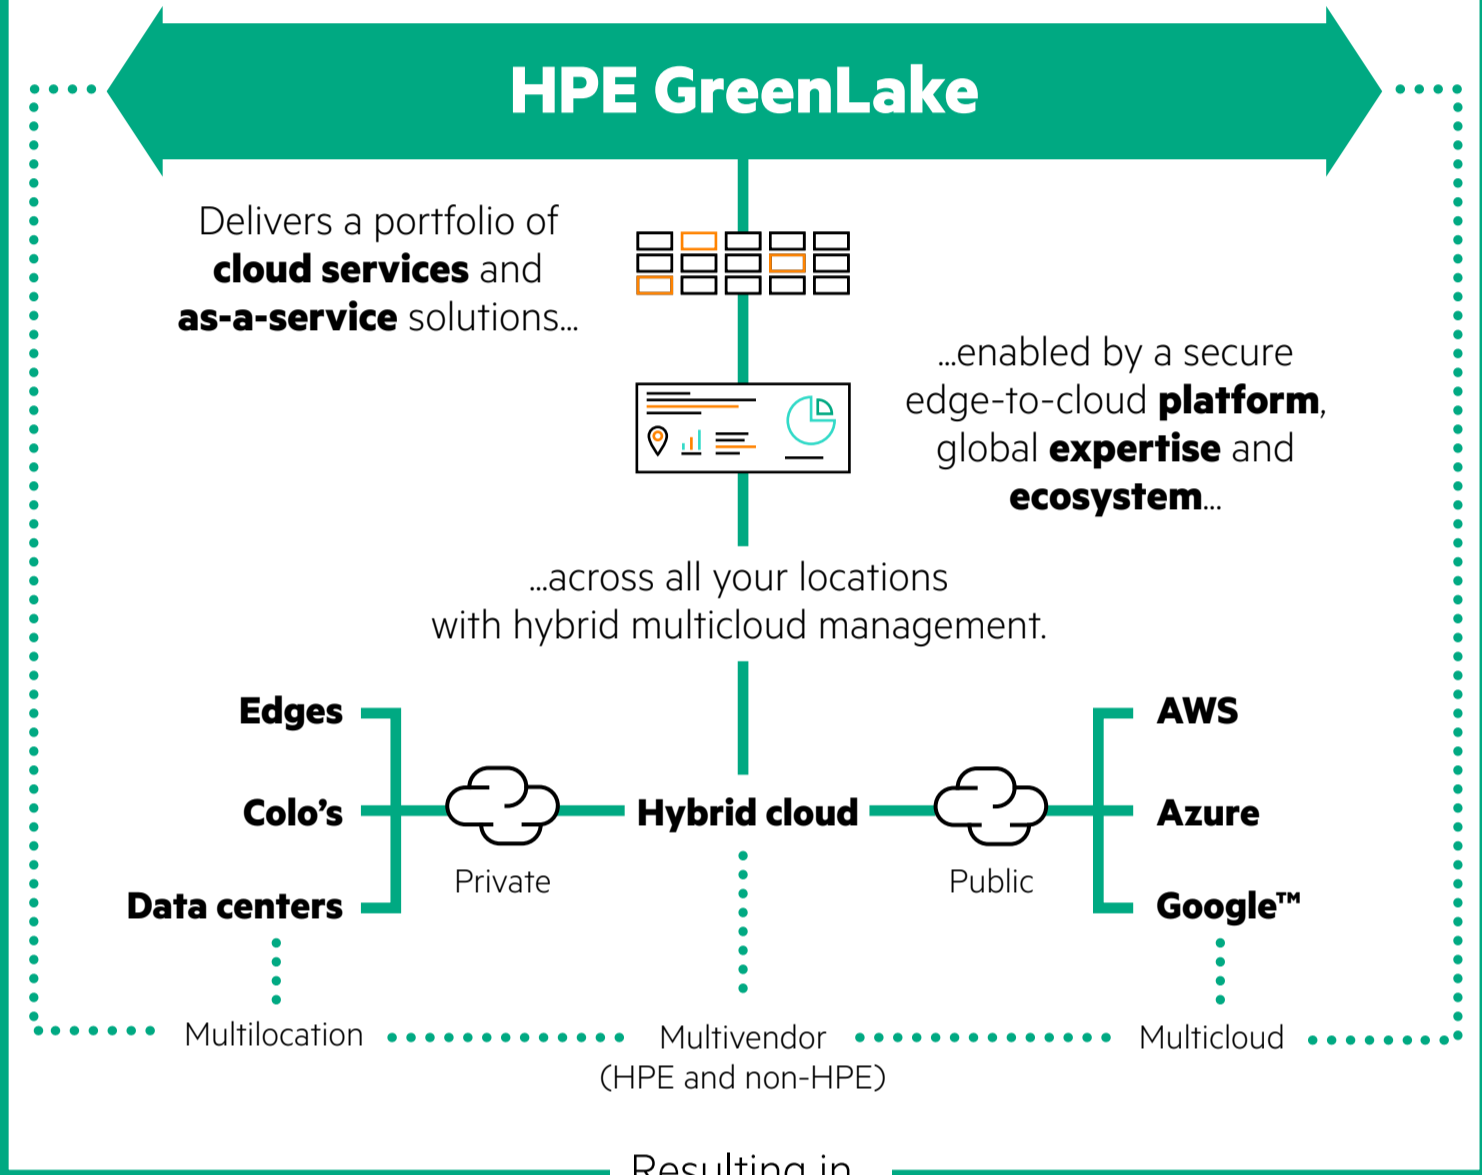 HPE GreenLake
Delivers a portfolio of
cloud services and
as-a-service solutions...
...enabled by a secure
edge-to-cloud platform,
global expertise and
ecosystem...
...across all your locations
with hybrid multicloud management.
Edges
Colo’s
Data centers
Private
Hybrid cloud
Public
AWS
Azure
Google™
Multilocation
Multivendor
(HPE and non-HPE)
Multicloud
Resulting in